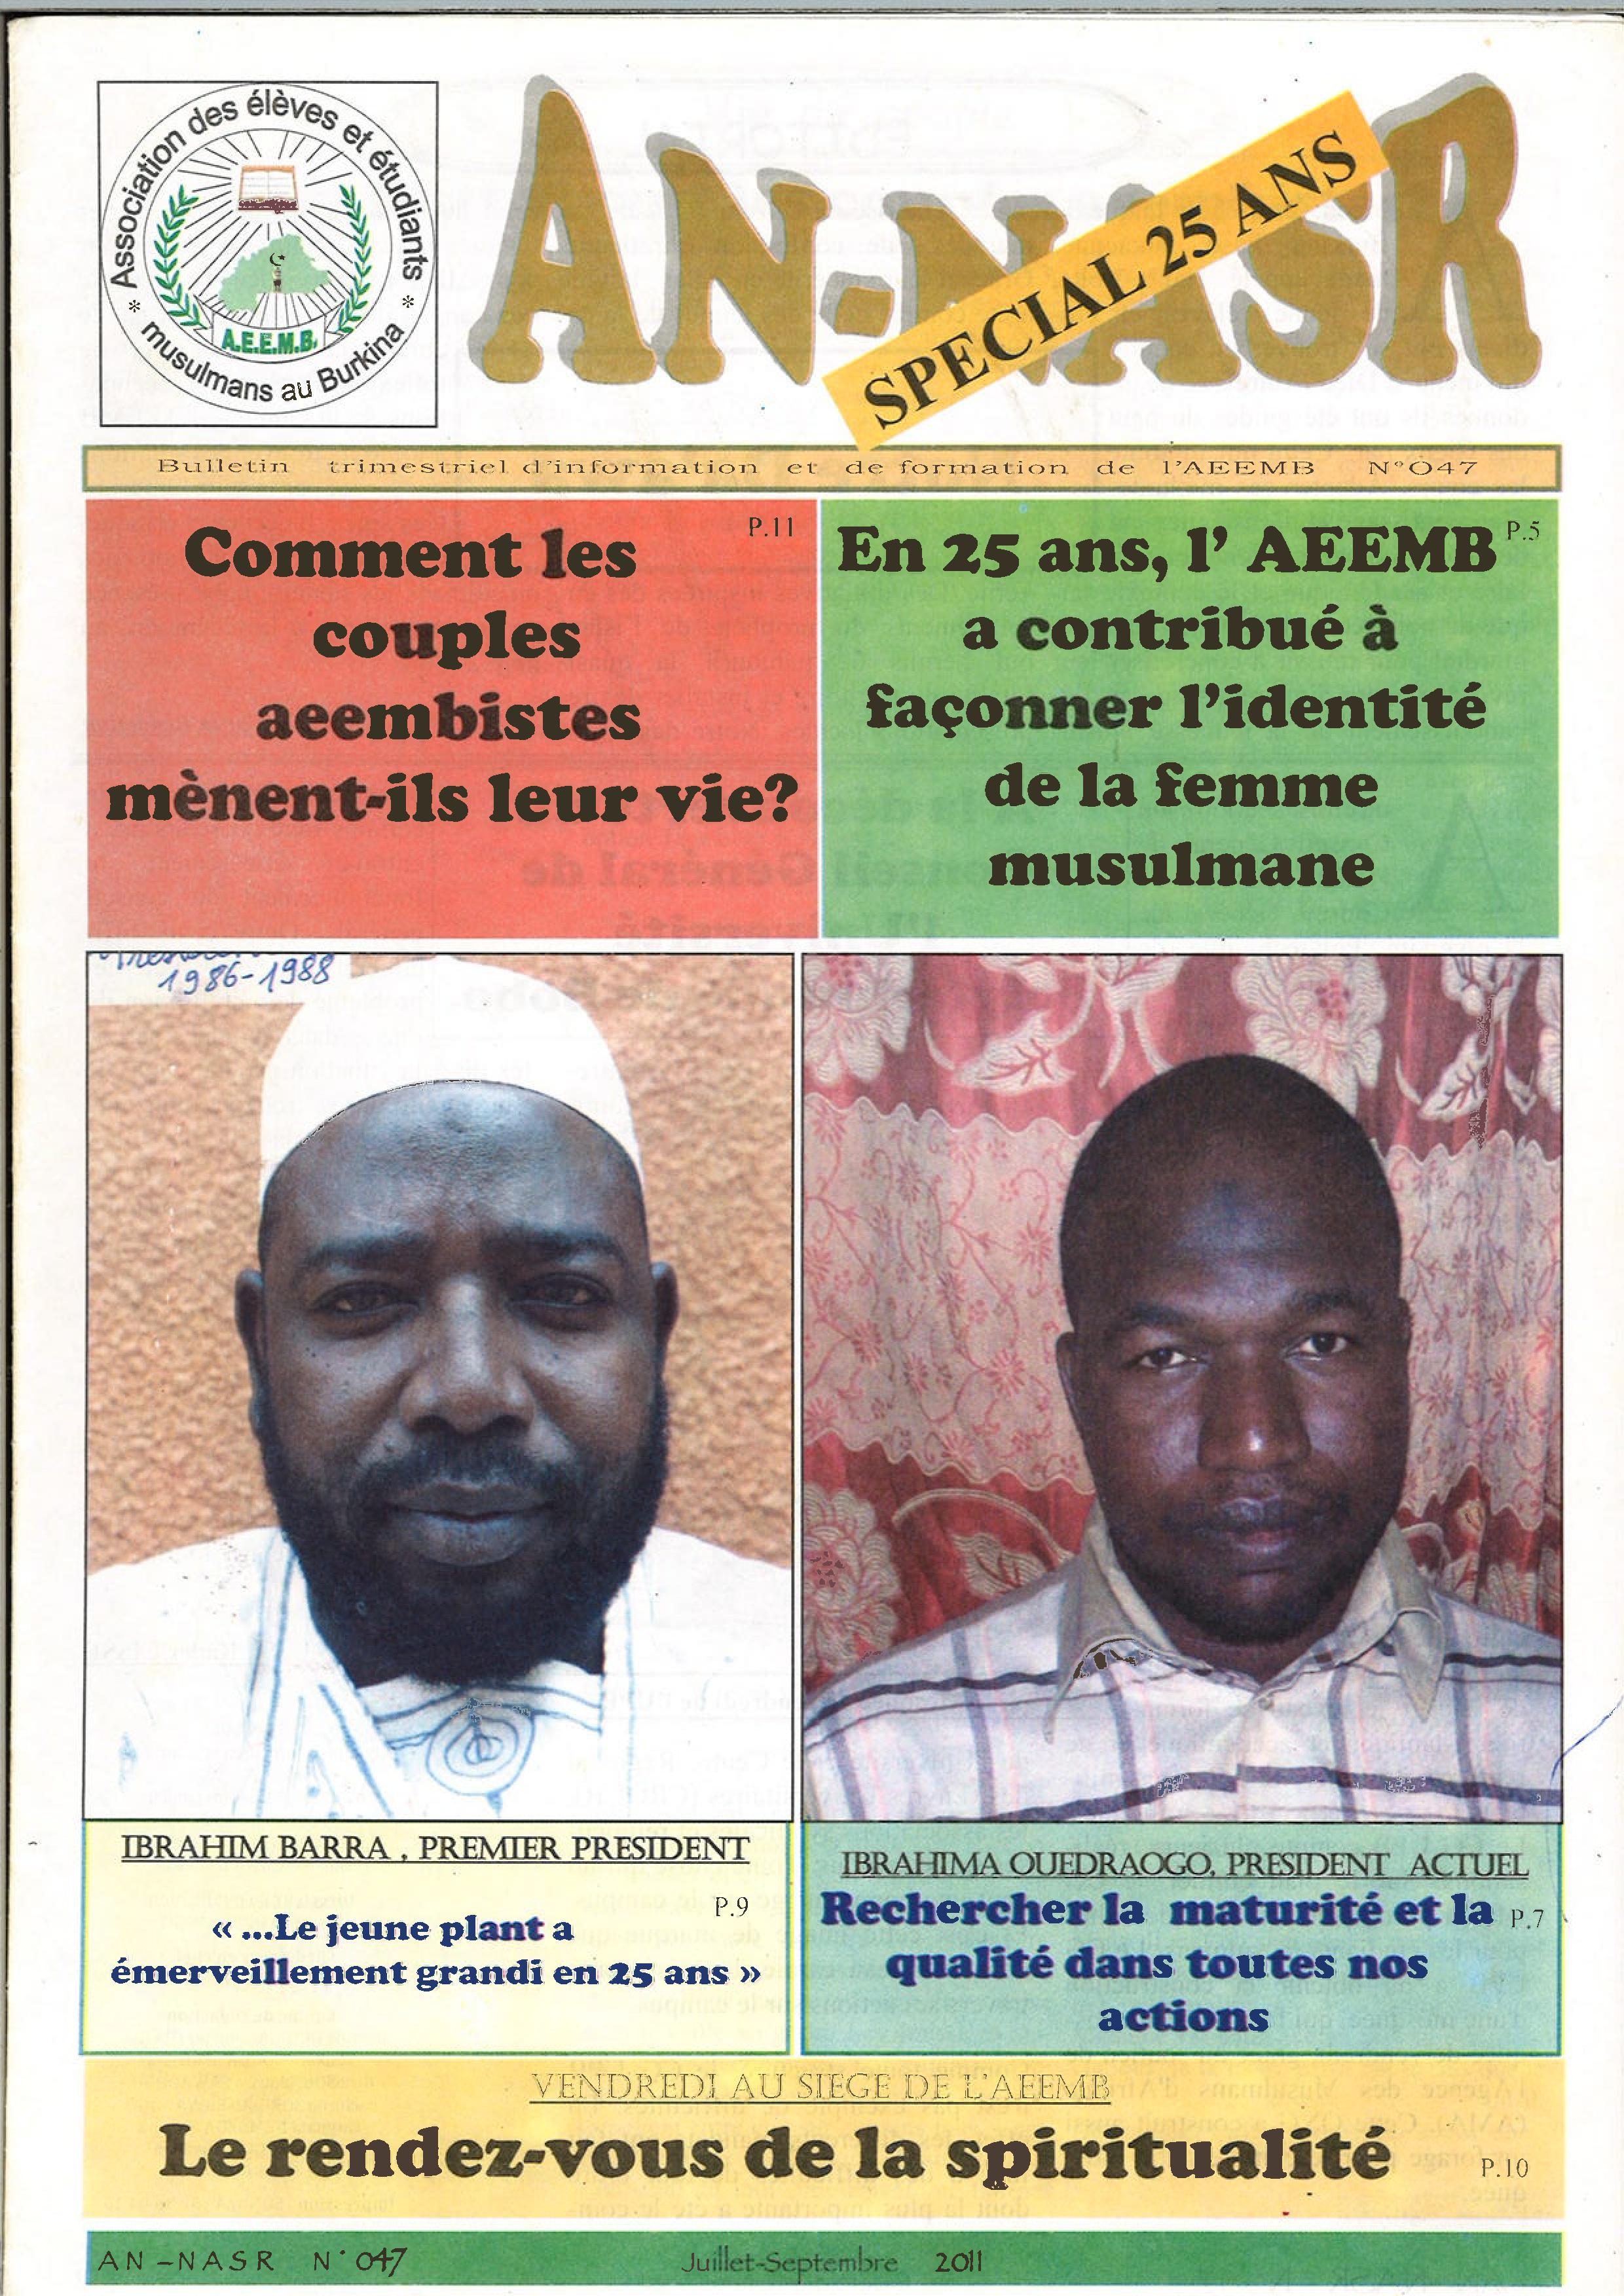 Association des élèves et étudiants
* musulmans au Burkina *
A.E.E.M.B.
AN-NASR
SPECIAL 25 ANS
Bulletin trimestriel d'information et de formation de l'AEEMB N°047
P.11
Comment les
couples
aeembistes
mènent-ils leur vie?
P.5
En 25 ans, l' AEEMB
a contribué à
façonner l'identité
de la femme
musulmane
1986-1988
IBRAHIM BARRA , PREMIER PRESIDENT
P.9
« ...Le jeune plant a
émerveillement grandi en 25 ans »
IBRAHIMA OUEDRAOGO, PRESIDENT ACTUEL
Rechercher la maturité et la P.7
qualité dans toutes nos
actions
VENDREDI AU SIEGE DE L'AEEMB
Le rendez-vous de la spiritualité P.10
AN-NASR N°047 Juillet-Septembre 2011